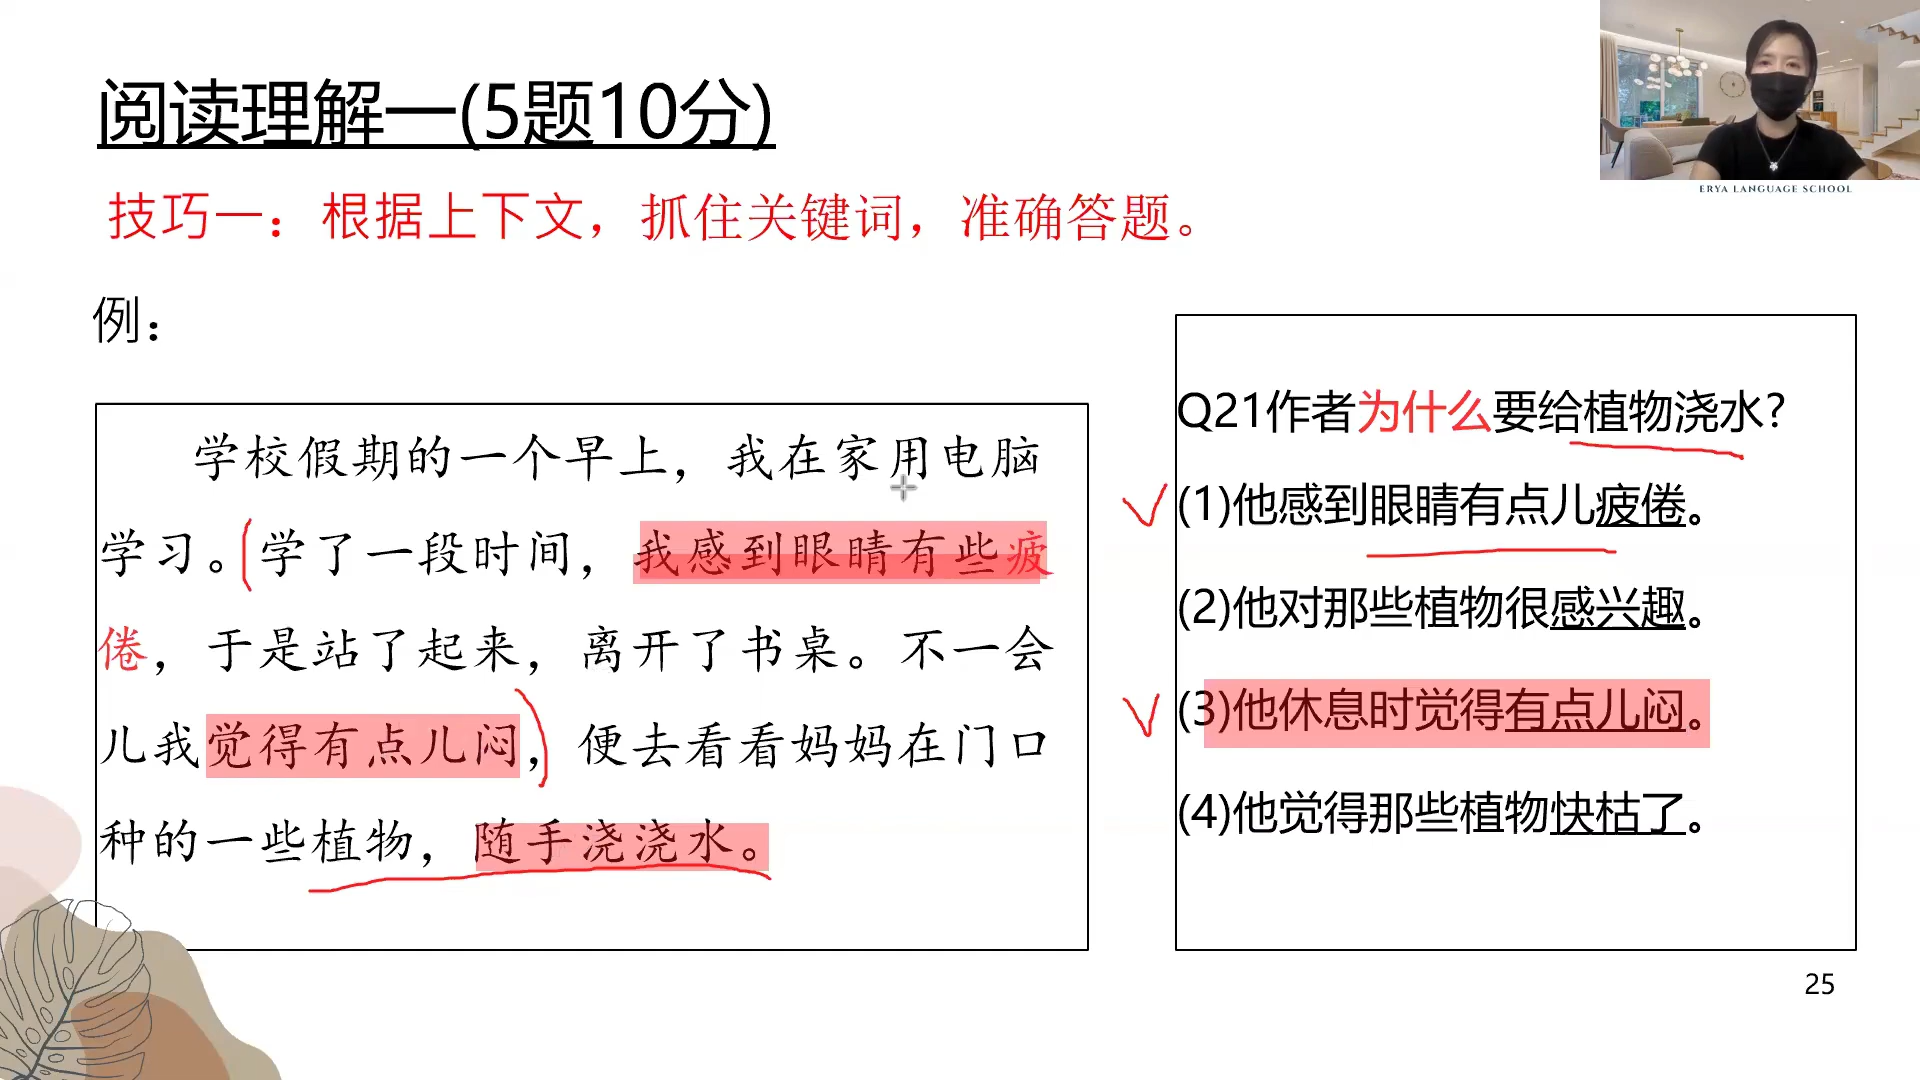 阅读理解一(5题10分)
ERYA LANGUAGE SCHOOL
技巧一：根据上下文，抓住关键词，准确答题。
例：
学校假期的一个早上，我在家用电脑
学习。学了一段时间，我感到眼睛有些疲
倦，于是站了起来，离开了书桌。不一会
儿我觉得有点儿闷，便去看看妈妈在门口
种的一些植物，随手浇浇水。
Q21作者为什么要给植物浇水?
(1)他感到眼睛有点儿疲倦。
(2)他对那些植物很感兴趣。
(3)他休息时觉得有点儿闷。
(4)他觉得那些植物快枯了。
25